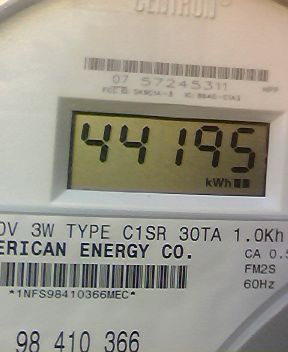 CENTRON®
07 57245311
44195
kWh
0V 3W TYPE C1SR 30TA 1.0Kh
ERICAN ENERGY CO.
CA 0.5
FM2S
*1NFS98410366MEC*
60Hz
98 410 366